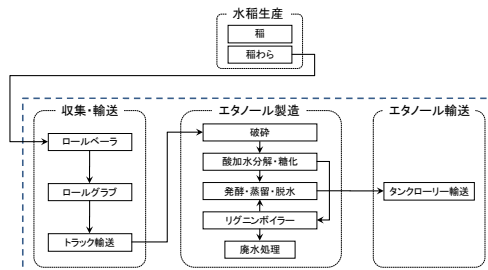 水稲生産
稲
稲わら
収集・輸送
ロールベーラ
ロールグラブ
トラック輸送
エタノール製造
破砕
酸加水分解・糖化
発酵・蒸留・脱水
リグニンボイラー
廃水処理
エタノール輸送
タンクローリー輸送